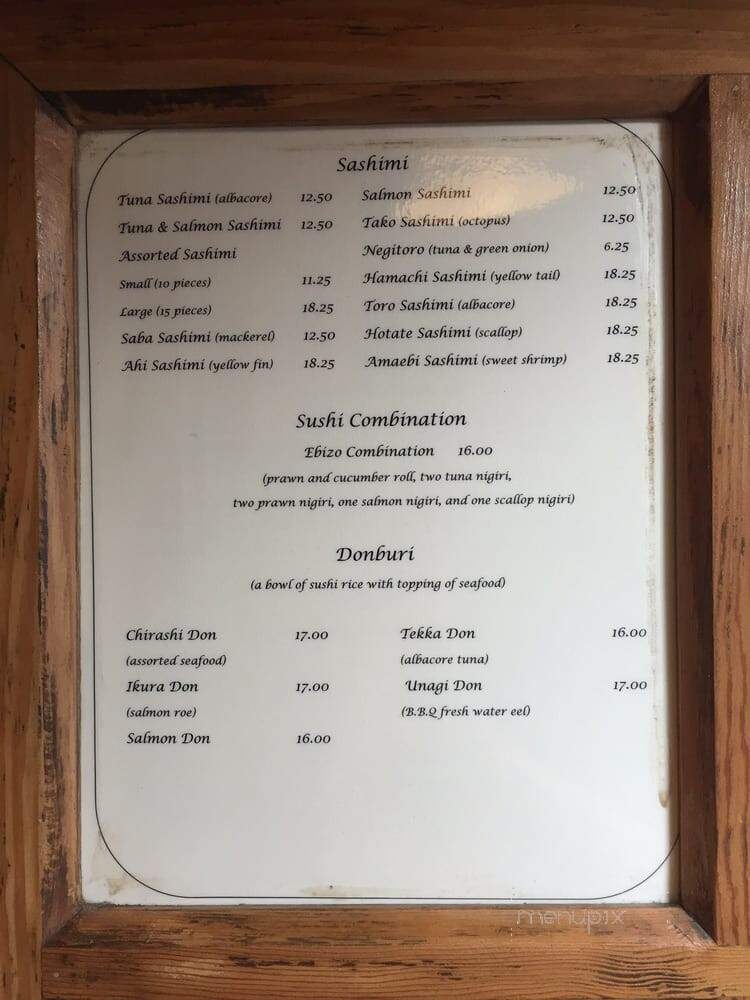 Sashimi
Tuna Sashimi (albacore) 12.50
Tuna & Salmon Sashimi 12.50
Assorted Sashimi
Small (10 pieces) 11.25
Large (15 pieces) 18.25
Saba Sashimi (mackerel) 12.50
Ahi Sashimi (yellow fin) 18.25
Salmon Sashimi 12.50
Tako Sashimi (octopus) 12.50
Negitoro (tuna & green onion) 6.25
Hamachi Sashimi (yellow tail) 18.25
Toro Sashimi (albacore) 18.25
Hotate Sashimi (scallop) 18.25
Amaebi Sashimi (sweet shrimp) 18.25
Sushi Combination
Ebizo Combination 16.00
(prawn and cucumber roll, two tuna nigiri,
two prawn nigiri, one salmon nigiri, and one scallop nigiri)
Donburi
(a bowl of sushi rice with topping of seafood)
Chirashi Don 17.00
(assorted seafood)
Ikura Don 17.00
(salmon roe)
Salmon Don 16.00
Tekka Don 16.00
(albacore tuna)
Unagi Don 17.00
(B.B.Q fresh water eel)
menupix